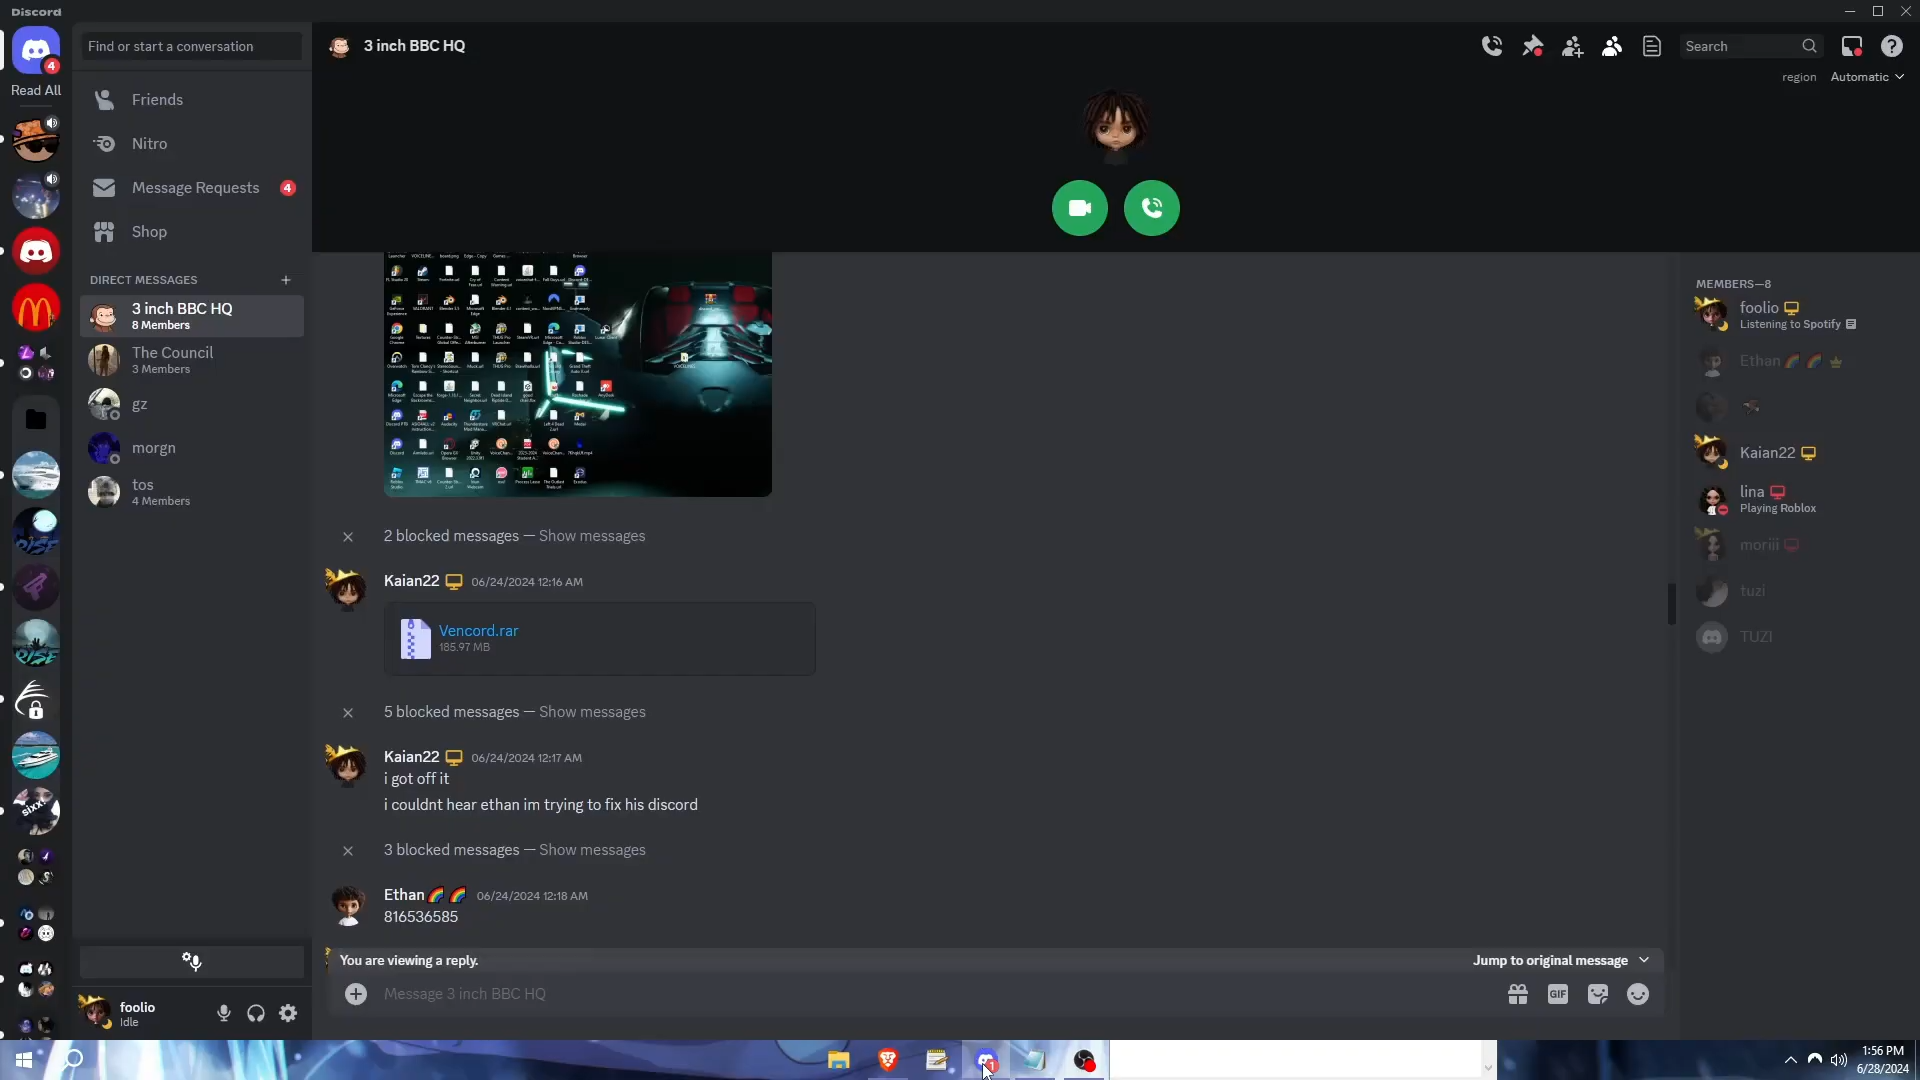 Discord
Find or start a conversation
3 inch BBC HQ
Search
4
Read All
region Automatic
Friends
Nitro
Message Requests 4
Shop
DIRECT MESSAGES
3 inch BBC HQ
8 Members
The Council
3 Members
gz
morgn
tos
4 Members
2 blocked messages — Show messages
Kaian22 06/24/2024 12:16 AM
Vencord.rar
185.97 MB
5 blocked messages — Show messages
Kaian22 06/24/2024 12:17 AM
i got off it
i couldnt hear ethan im trying to fix his discord
3 blocked messages — Show messages
Ethan🌈🌈 06/24/2024 12:18 AM
816536585
You are viewing a reply. Jump to original message
Message 3 inch BBC HQ
GIF
MEMBERS—8
foolio
Listening to Spotify
Ethan🌈🌈
Kaian22
lina
Playing Roblox
moriii
tuzi
TUZI
RISE
RISE
sixx
foolio
Idle
1
1:56 PM
6/28/2024